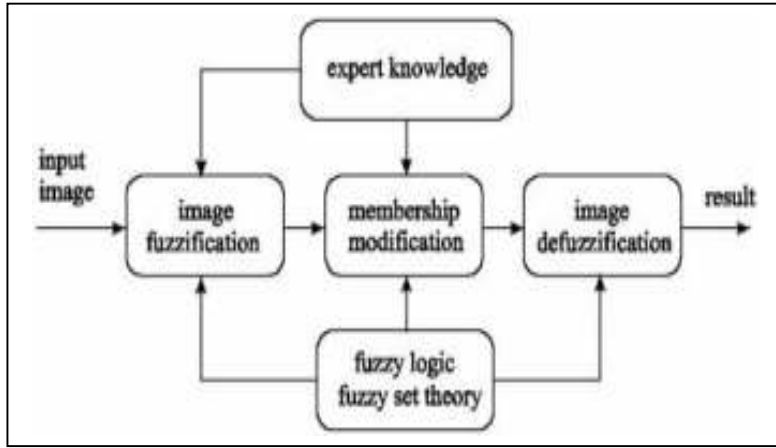 expert knowledge
input
image
image
fuzzification
membership
modification
image
defuzzification
result
fuzzy logic
fuzzy set theory